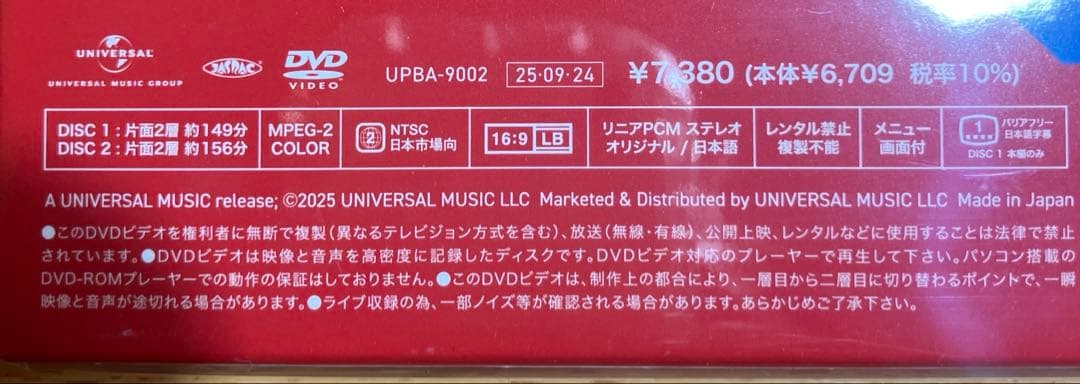 UNIVERSAL
UNIVERSAL MUSIC GROUP
JASRAC
DVD
VIDEO
UPBA-9002 25・09・24 ¥7,380 (本体¥6,709 税率10%)
DISC 1 : 片面2層 約149分
DISC 2 : 片面2層 約156分
MPEG-2
COLOR
2
NTSC
日本市場向
16:9 LB
リニアPCM ステレオ
オリジナル / 日本語
レンタル禁止
複製不能
メニュー
画面付
1
バリアフリー
日本語字幕
DISC 1 本編のみ
A UNIVERSAL MUSIC release; ©2025 UNIVERSAL MUSIC LLC Marketed & Distributed by UNIVERSAL MUSIC LLC Made in Japan
●このDVDビデオを権利者に無断で複製(異なるテレビジョン方式を含む)、放送(無線・有線)、公開上映、レンタルなどに使用することは法律で禁止
されています。●DVDビデオは映像と音声を高密度に記録したディスクです。DVDビデオ対応のプレーヤーで再生して下さい。パソコン搭載の
DVD-ROMプレーヤーでの動作の保証はしておりません。●このDVDビデオは、制作上の都合により、一層目から二層目に切り替わるポイントで、一瞬
映像と音声が途切れる場合があります。●ライブ収録の為、一部ノイズ等が確認される場合があります。あらかじめご了承下さい。